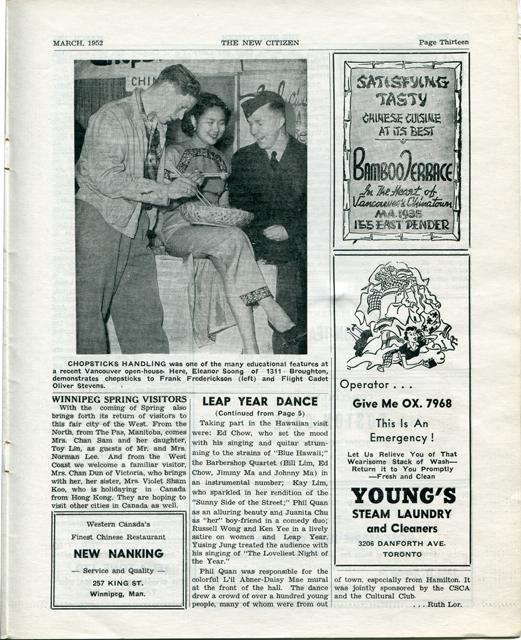 MARCH, 1952
THE NEW CITIZEN
Page Thirteen
CHIN
CHOPSTICKS HANDLING was one of the many educational features at
a recent Vancouver open-house. Here, Eleanor Soong of 1311 Broughton,
demonstrates chopsticks to Frank Frederickson (left) and Flight Cadet
Oliver Stevens.
WINNIPEG SPRING VISITORS
With the coming of Spring also
brings forth its return of visitors to
this fair city of the West. From the
North, from The Pas, Manitoba, comes
Mrs. Chan Sam and her daughter,
Toy Lim, as guests of Mr. and Mrs.
Norman Lee. And from the West
Coast we welcome a familiar visitor,
Mrs. Chan Dun of Victoria, who brings
with her, her sister, Mrs. Violet Sham
Koo, who is holidaying in Canada
from Hong Kong. They are hoping to
visit other cities in Canada as well.
Western Canada's
Finest Chinese Restaurant
NEW NANKING
— Service and Quality —
257 KING ST.
Winnipeg, Man.
LEAP YEAR DANCE
(Continued from Page 5)
Taking part in the Hawaiian visit
were: Ed Chow, who set the mood
with his singing and guitar strum-
ming to the strains of "Blue Hawaii;"
the Barbershop Quartet (Bill Lim, Ed
Chow, Jimmy Ma and Johnny Ma) in
an instrumental number; Kay Lim,
who sparkled in her rendition of the
"Sunny Side of the Street;" Phil Quan
as an alluring beauty and Juanita Chu
as "her" boy-friend in a comedy duo;
Russell Wong and Ken Yee in a lively
satire on women and Leap Year.
Yusing Jung treated the audience with
his singing of "The Loveliest Night of
the Year."
Phil Quan was responsible for the
colorful L'il Abner-Daisy Mae mural
at the front of the hall. The dance
drew a crowd of over a hundred young
people, many of whom were from out
SATISFYING
TASTY
CHINESE CUISINE
AT ITS BEST
BAMBOO TERRACE
In The Heart of
Vancouver's Chinatown
MA. 1935
155 EAST PENDER
Operator . . .
Give Me OX. 7968
This Is An
Emergency !
Let Us Relieve You of That
Wearisome Stack of Wash—
Return it to You Promptly
—Fresh and Clean
YOUNG'S
STEAM LAUNDRY
and Cleaners
3206 DANFORTH AVE.
TORONTO
of town, especially from Hamilton. It
was jointly sponsored by the CSCA
and the Cultural Club.
. . . Ruth Lor.